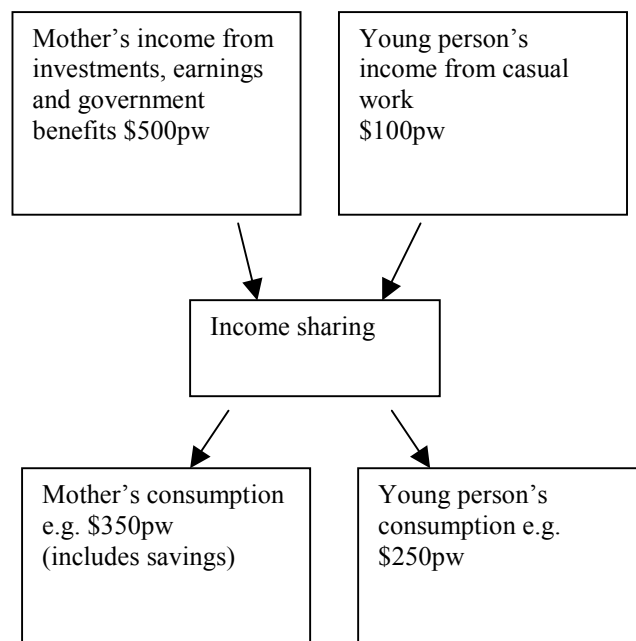 Mother’s income from
investments, earnings
and government
benefits $500pw
Young person’s
income from casual
work
$100pw
Income sharing
Mother’s consumption
e.g. $350pw
(includes savings)
Young person’s
consumption e.g.
$250pw